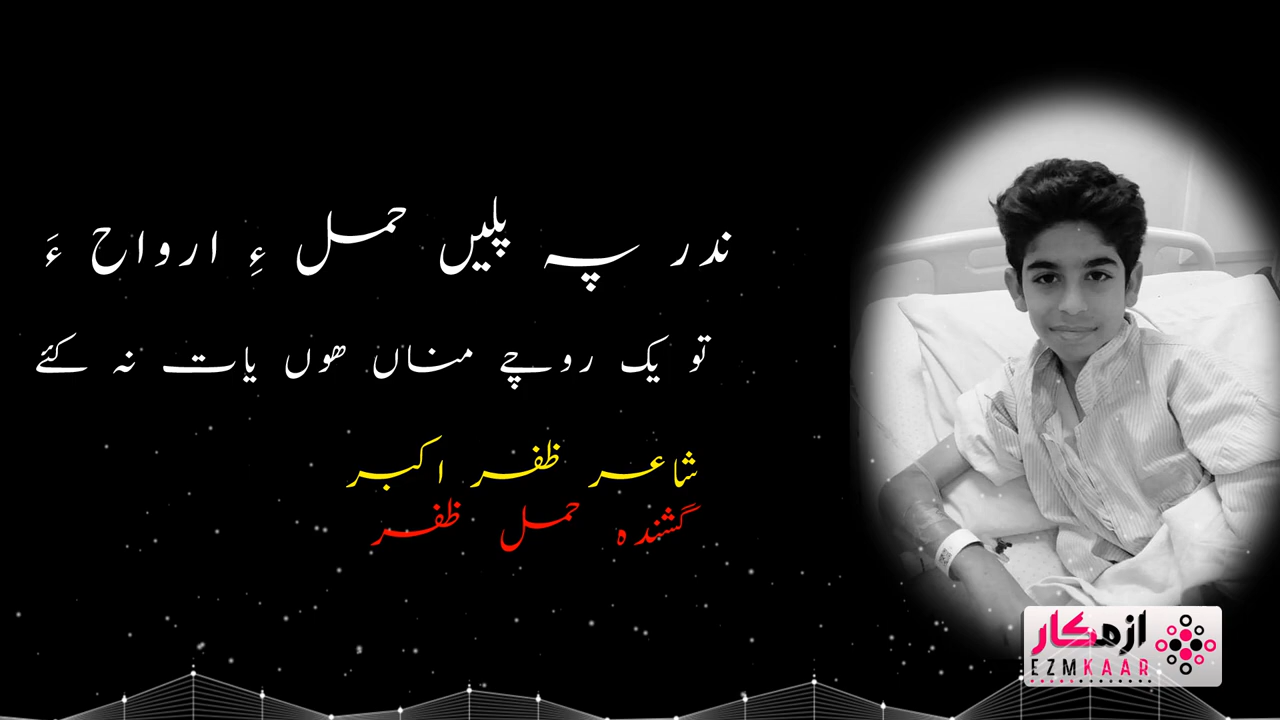 ندر پہ پلیں حمل ءِ ارواح ءَ
تو یک روچے مناں ھوں یات نہ کئے
شاعر ظفر اکبر
گشندہ حمل ظفر
ازمکار
EZMKAAR